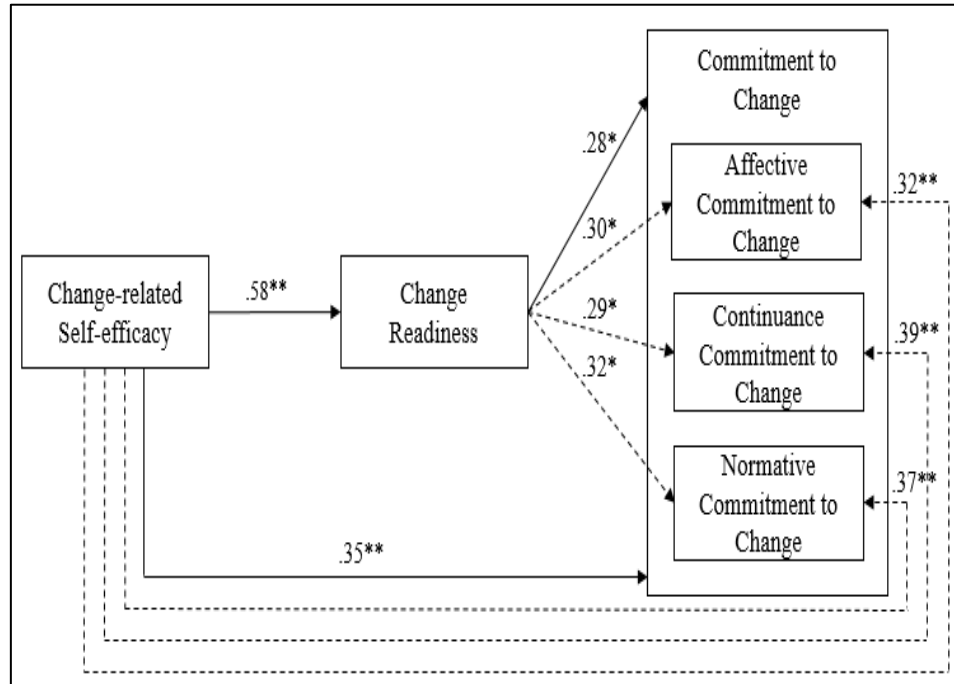 Commitment to
Change
.28*
Affective
Commitment to
Change
.32**
.30*
Change-related
Self-efficacy
.58**
Change
Readiness
.29*
Continuance
Commitment to
Change
.39**
.32*
Normative
Commitment to
Change
.37**
.35**